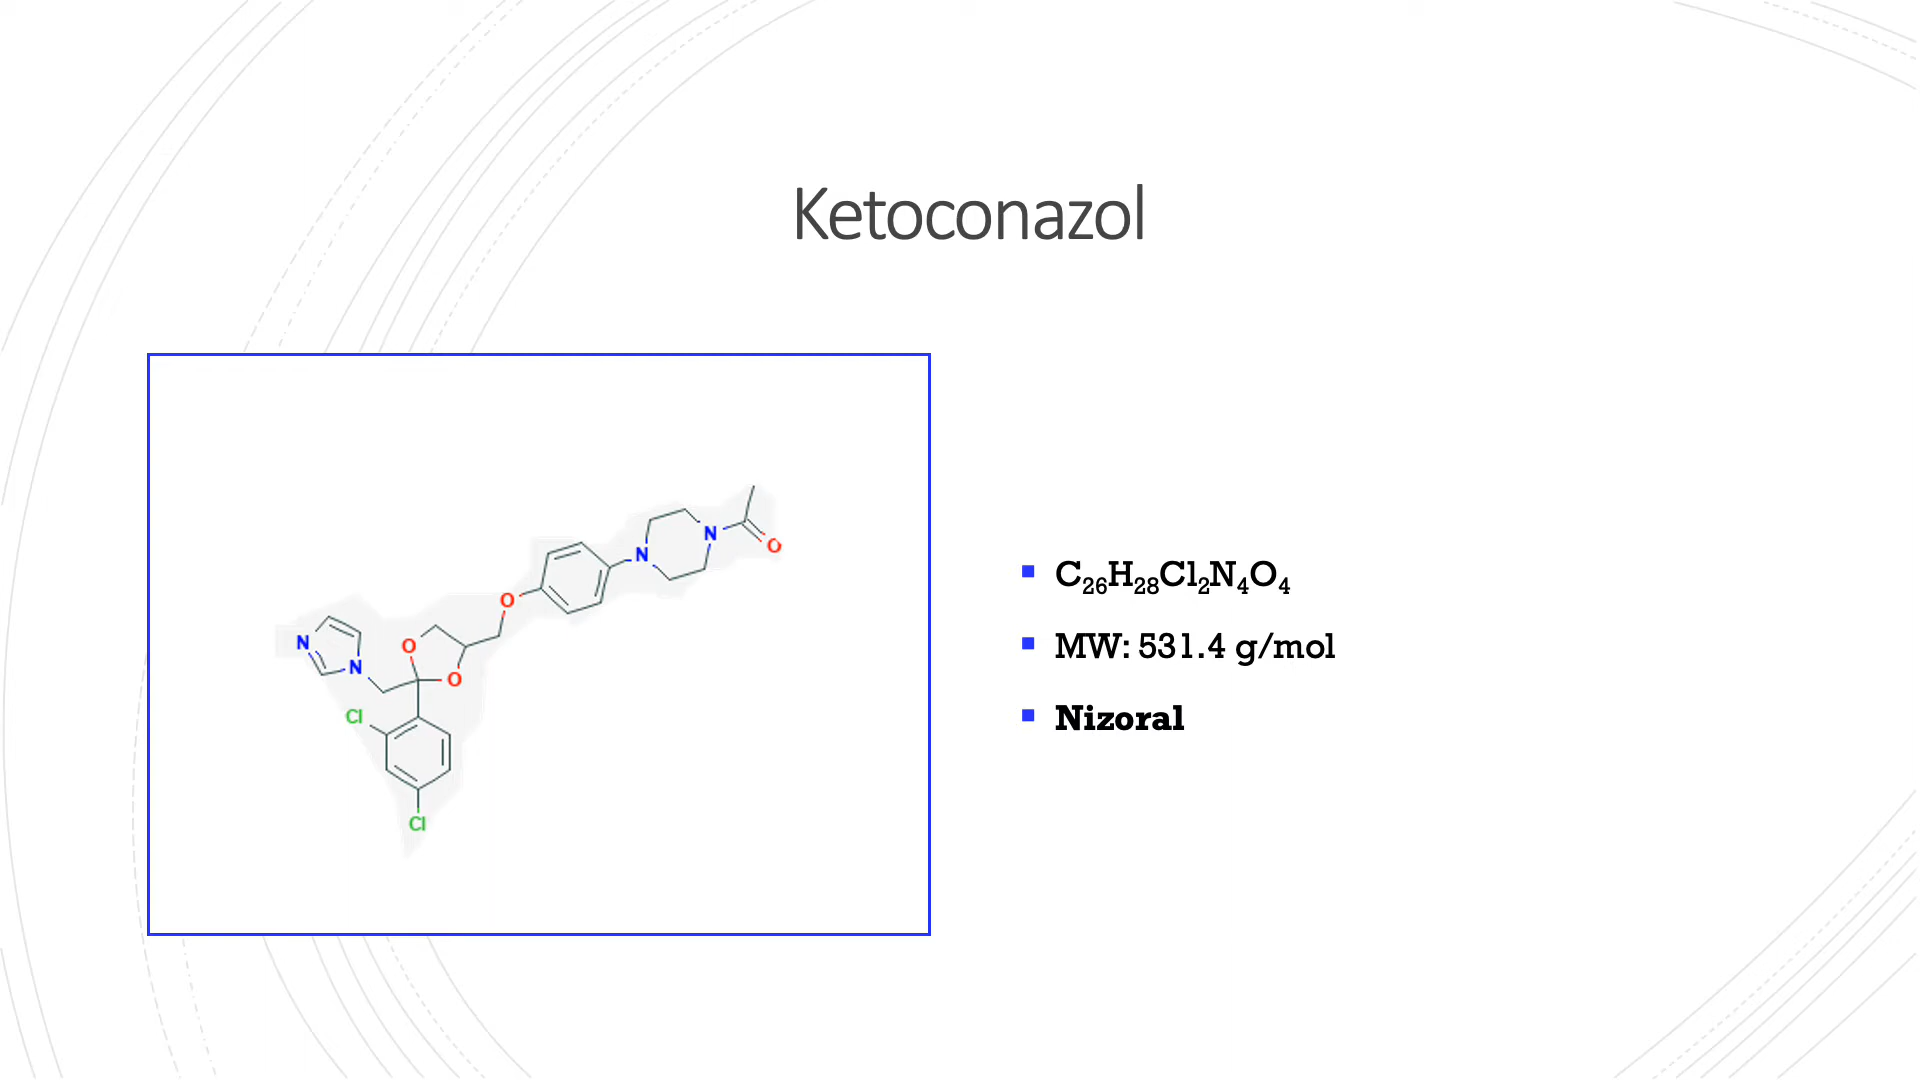 Ketoconazol
N
N
O
O
O
N
N
O
Cl
Cl
C₂₆H₂₈Cl₂N₄O₄
MW: 531.4 g/mol
Nizoral